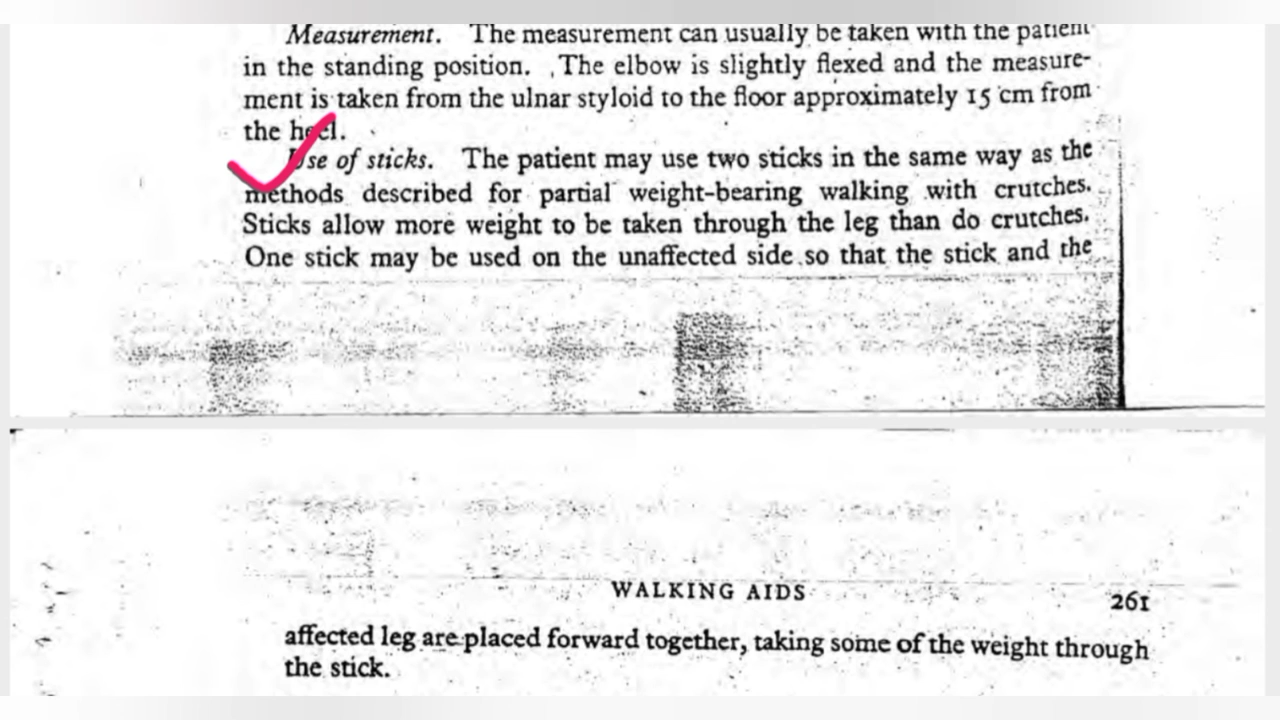 Measurement. The measurement can usually be taken with the patient
in the standing position. The elbow is slightly flexed and the measure-
ment is taken from the ulnar styloid to the floor approximately 15 cm from
the heel.
Use of sticks. The patient may use two sticks in the same way as the
methods described for partial weight-bearing walking with crutches.
Sticks allow more weight to be taken through the leg than do crutches.
One stick may be used on the unaffected side so that the stick and the
WALKING AIDS 261
affected leg are placed forward together, taking some of the weight through
the stick.